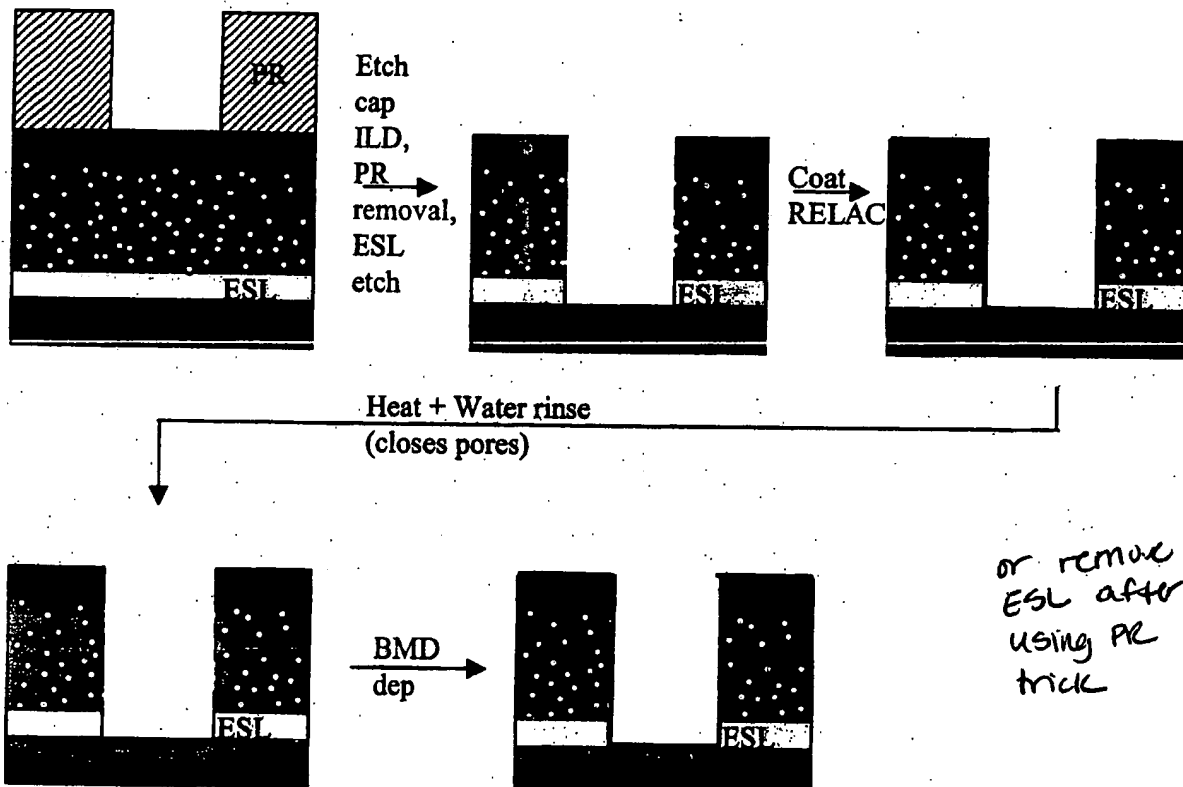 PR
Etch
cap
ILD,
PR
removal,
ESL
etch
ESL
ESL
Coat
RELAC
ESL
Heat + Water rinse
(closes pores)
ESL
BMD
dep
ESL
or remove
ESL after
using PR
trick